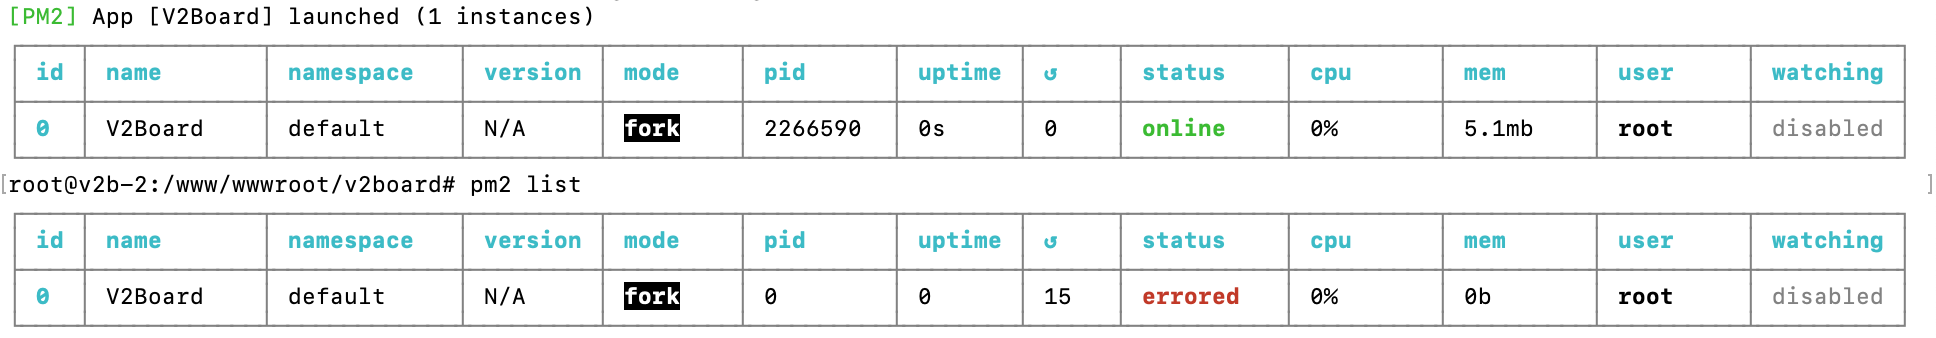 [PM2] App [V2Board] launched (1 instances)
id name namespace version mode pid uptime ↺ status cpu mem user watching
0 V2Board default N/A fork 2266590 0s 0 online 0% 5.1mb root disabled
[root@v2b-2:/www/wwwroot/v2board# pm2 list ]
id name namespace version mode pid uptime ↺ status cpu mem user watching
0 V2Board default N/A fork 0 0 15 errored 0% 0b root disabled